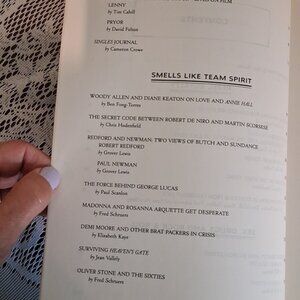 LENNY
by Tim Cahill
PRYOR
by David Felton
SINGLES JOURNAL
by Cameron Crowe
SMELLS LIKE TEAM SPIRIT
WOODY ALLEN AND DIANE KEATON ON LOVE AND ANNIE HALL
by Ben Fong-Torres
THE SECRET CODE BETWEEN ROBERT DE NIRO AND MARTIN SCORSESE
by Chris Hodenfield
REDFORD AND NEWMAN: TWO VIEWS OF BUTCH AND SUNDANCE
ROBERT REDFORD
by Grover Lewis
PAUL NEWMAN
by Grover Lewis
THE FORCE BEHIND GEORGE LUCAS
by Paul Scanlon
MADONNA AND ROSANNA ARQUETTE GET DESPERATE
by Fred Schruers
DEMI MOORE AND OTHER BRAT PACKERS IN CRISIS
by Elizabeth Kaye
SURVIVING HEAVEN'S GATE
by Jean Vallely
OLIVER STONE AND THE SIXTIES
by Fred Schruers